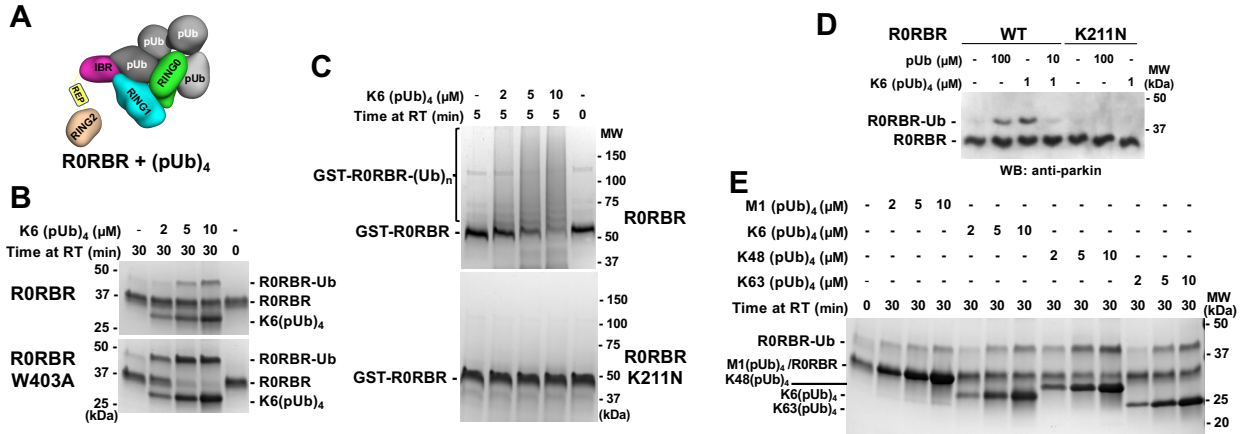 A
pUb
pUb
IBR
pUb
RING0
pUb
REP
RING1
RING2
R0RBR + (pUb)₄
B
K6 (pUb)₄ (μM) - 2 5 10 -
Time at RT (min) 30 30 30 30 0
50 -
37 -
25 -
R0RBR
- R0RBR-Ub
- R0RBR
- K6(pUb)₄
50 -
37 -
25 -
(kDa)
R0RBR
W403A
- R0RBR-Ub
- R0RBR
- K6(pUb)₄
C
K6 (pUb)₄ (μM) - 2 5 10 -
Time at RT (min) 5 5 5 5 0
MW
- 150
- 100
- 75
- 50
- 37
GST-R0RBR-(Ub)ₙ
GST-R0RBR -
R0RBR
- 150
- 100
- 75
- 50
- 37
(kDa)
GST-R0RBR -
R0RBR
K211N
D
R0RBR WT K211N
pUb (μM) - 100 - 10 - 100 -
K6 (pUb)₄ (μM) - - 1 1 - - 1
MW
(kDa)
- 50
- 37
R0RBR-Ub -
R0RBR -
WB: anti-parkin
E
M1 (pUb)₄ (μM) - 2 5 10 - - - - - - - - -
K6 (pUb)₄ (μM) - - - - 2 5 10 - - - - - -
K48 (pUb)₄ (μM) - - - - - - - 2 5 10 - - -
K63 (pUb)₄ (μM) - - - - - - - - - - 2 5 10
Time at RT (min) 0 30 30 30 30 30 30 30 30 30 30 30 30
MW
(kDa)
- 50
- 37
- 25
- 20
R0RBR-Ub -
M1(pUb)₄ /R0RBR -
K48(pUb)₄
K6(pUb)₄ -
K63(pUb)₄ -